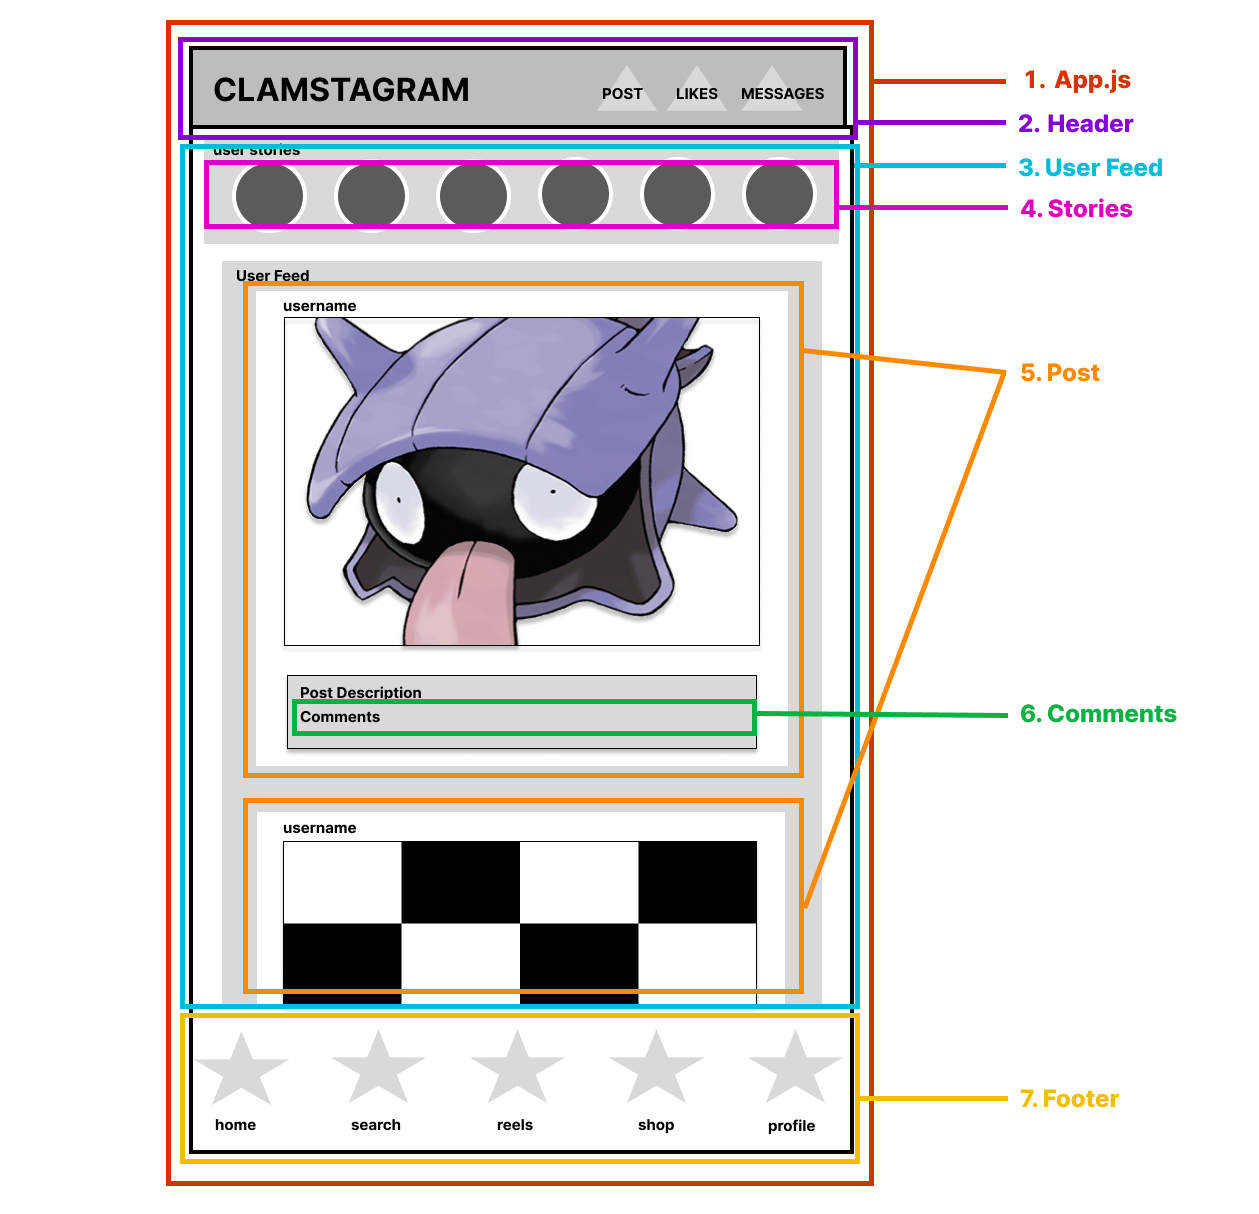 CLAMSTAGRAM
POST LIKES MESSAGES
1. App.js
2. Header
user stories
3. User Feed
4. Stories
User Feed
username
5. Post
Post Description
Comments
6. Comments
username
home search reels shop profile
7. Footer